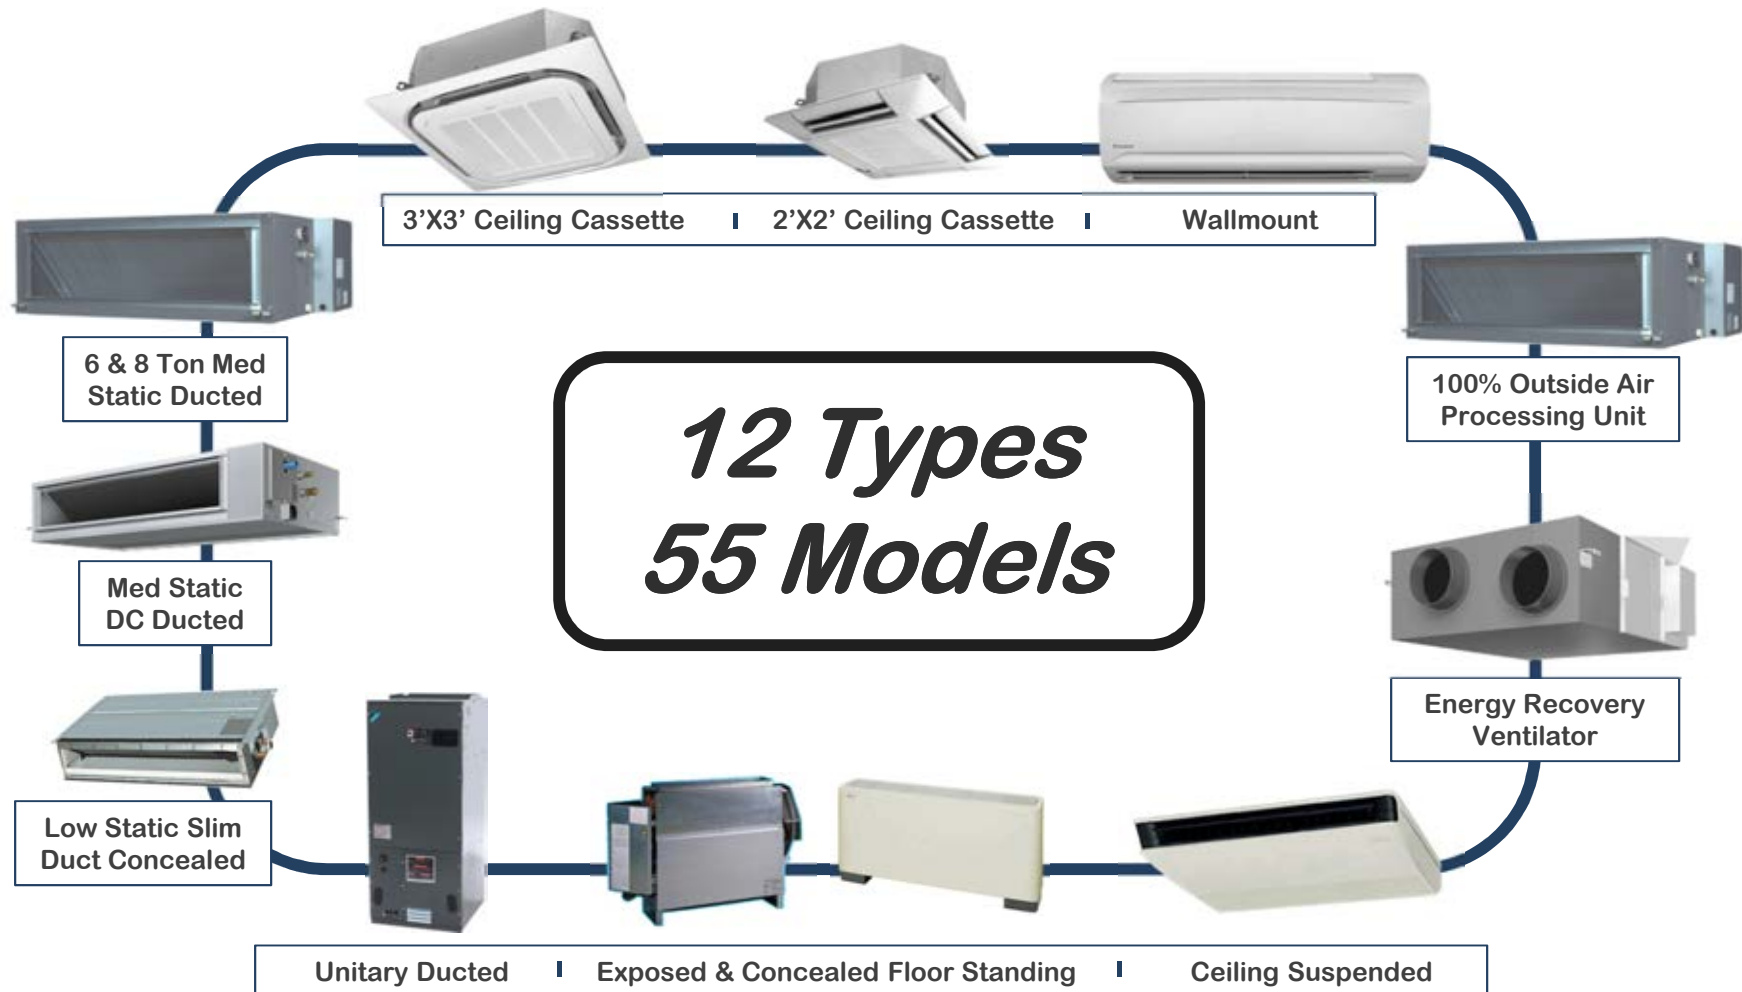 3’X3’ Ceiling Cassette ı 2’X2’ Ceiling Cassette ı Wallmount
6 & 8 Ton Med
Static Ducted
100% Outside Air
Processing Unit
12 Types
55 Models
Med Static
DC Ducted
Energy Recovery
Ventilator
Low Static Slim
Duct Concealed
Unitary Ducted ı Exposed & Concealed Floor Standing ı Ceiling Suspended